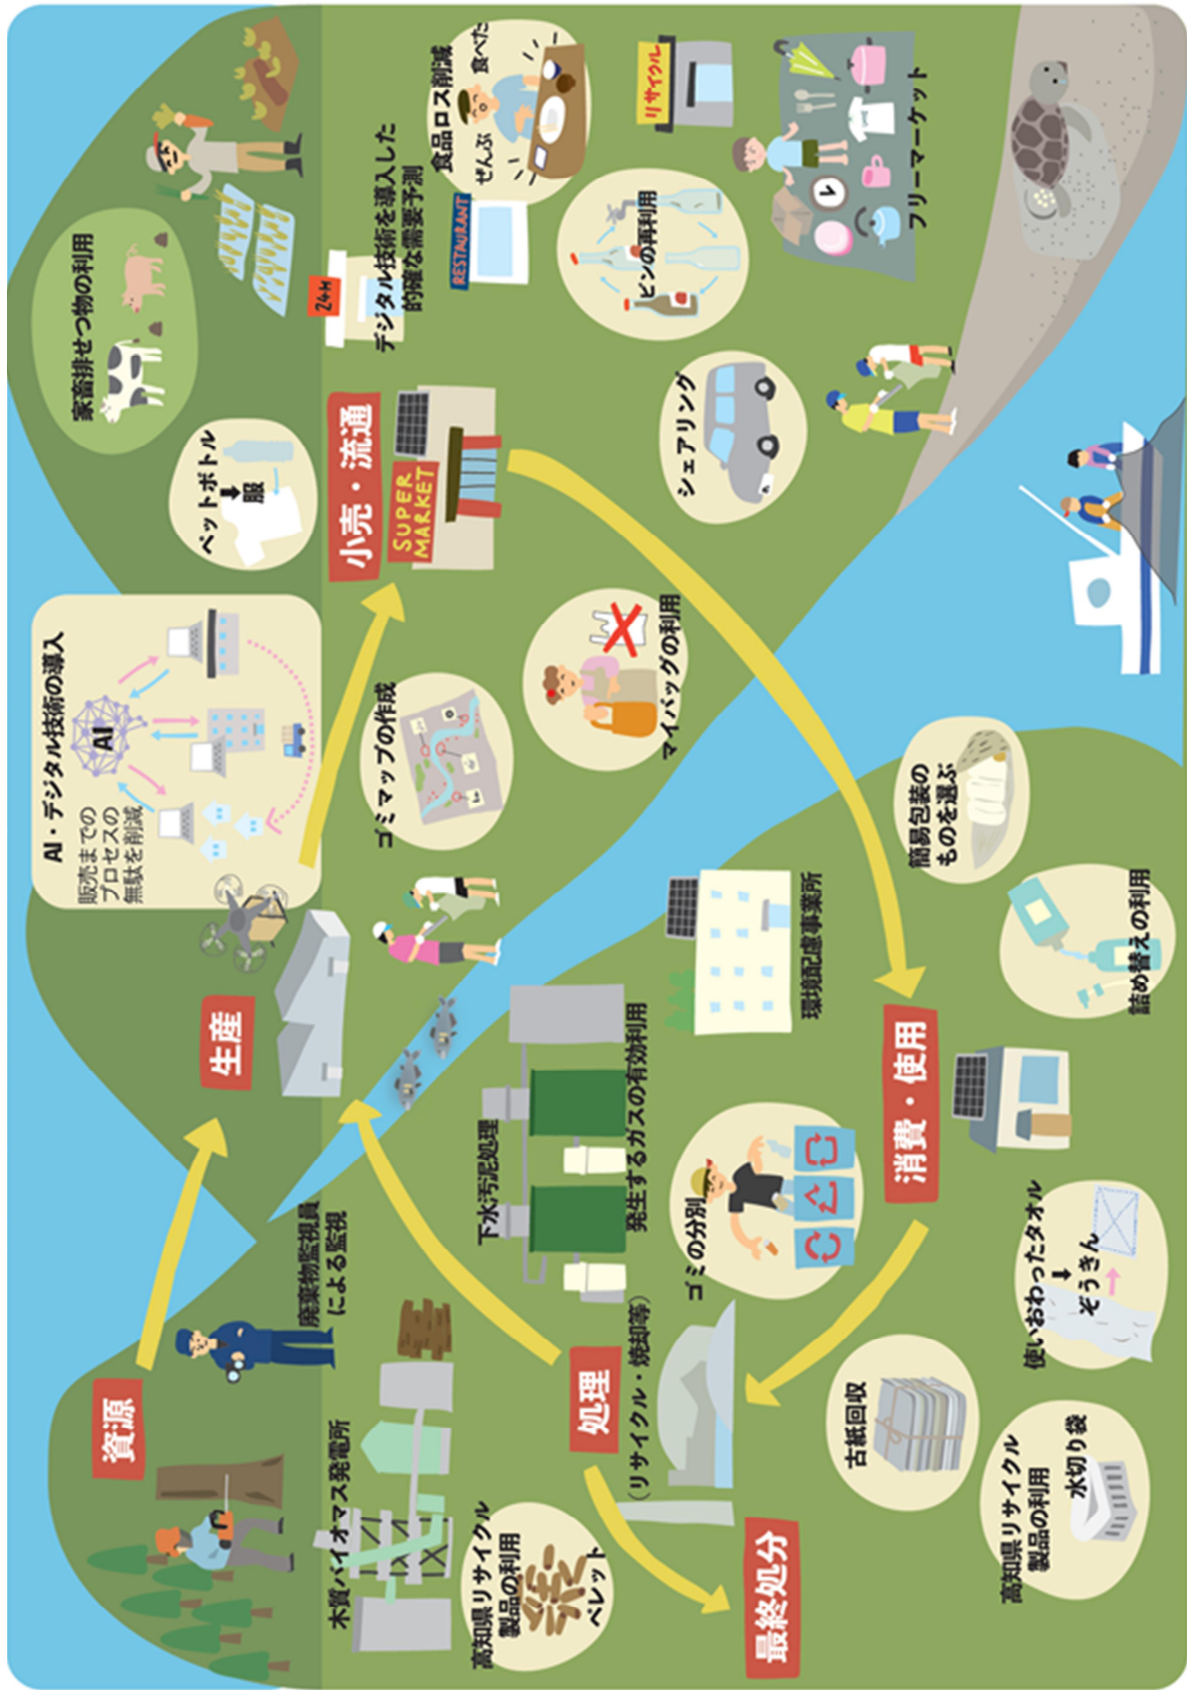 資源
生産
AI・デジタル技術の導入
販売までの
プロセスの
無駄を削減
AI
家畜排せつ物の利用
ペットボトル
➡
服
小売・流通
SUPER
MARKET
24H
デジタル技術を導入した
的確な需要予測
RESTAURANT
食品ロス削減
ぜんぶ
食べた
リサイクル
ビンの再利用
フリーマーケット
シェアリング
ゴミマップの作成
マイバッグの利用
廃棄物監視員
による監視
木質バイオマス発電所
高知県リサイクル
製品の利用
ペレット
下水汚泥処理
発生するガスの有効利用
環境配慮事業所
処理
(リサイクル・焼却等)
ゴミの分別
最終処分
消費・使用
簡易包装の
ものを選ぶ
詰め替えの利用
使いおわったタオル
➡
ぞうきん
古紙回収
高知県リサイクル
製品の利用
水切り袋